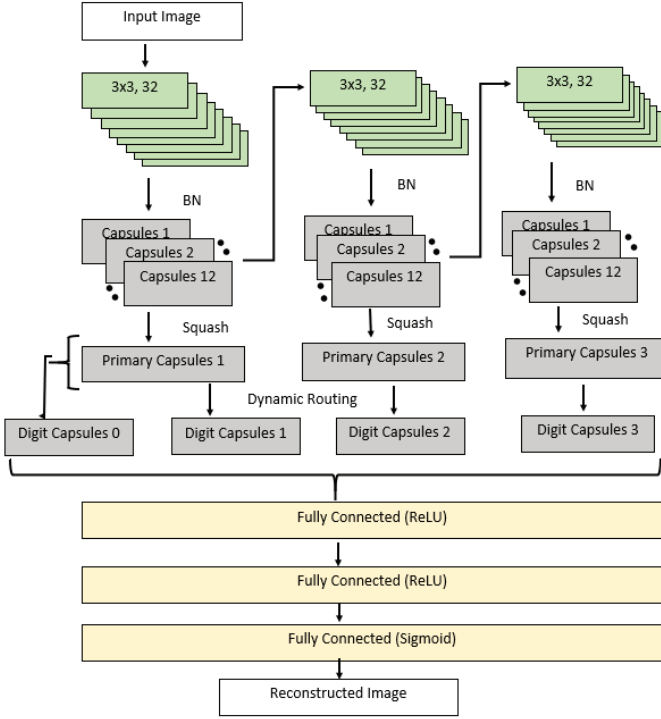 Input Image
3x3, 32
3x3, 32
3x3, 32
BN
BN
BN
Capsules 1
Capsules 2
Capsules 12
Capsules 1
Capsules 2
Capsules 12
Capsules 1
Capsules 2
Capsules 12
Squash
Squash
Squash
Primary Capsules 1
Primary Capsules 2
Primary Capsules 3
Dynamic Routing
Digit Capsules 0
Digit Capsules 1
Digit Capsules 2
Digit Capsules 3
Fully Connected (ReLU)
Fully Connected (ReLU)
Fully Connected (Sigmoid)
Reconstructed Image